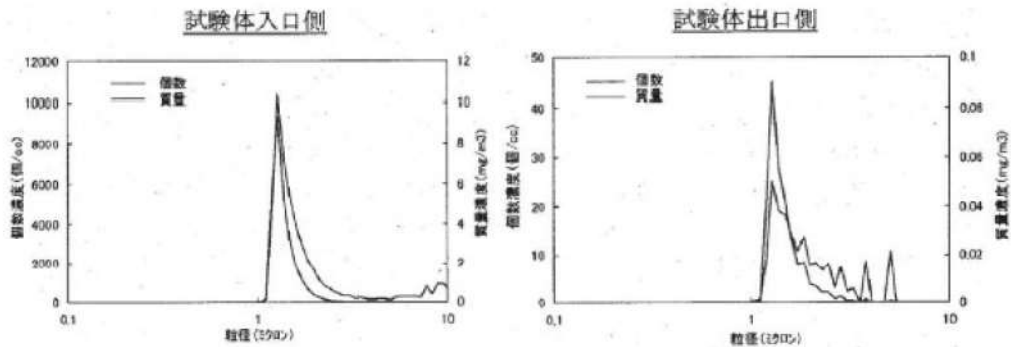 試験体入口側
個数
質量
個数濃度(個/cc)
12000
10000
8000
6000
4000
2000
0
質量濃度(mg/m3)
12
10
8
6
4
2
0
0.1
1
10
粒径(ミクロン)
試験体出口側
個数
質量
個数濃度(個/cc)
50
40
30
20
10
0
質量濃度(mg/m3)
0.1
0.08
0.06
0.04
0.02
0
0.1
1
10
粒径(ミクロン)